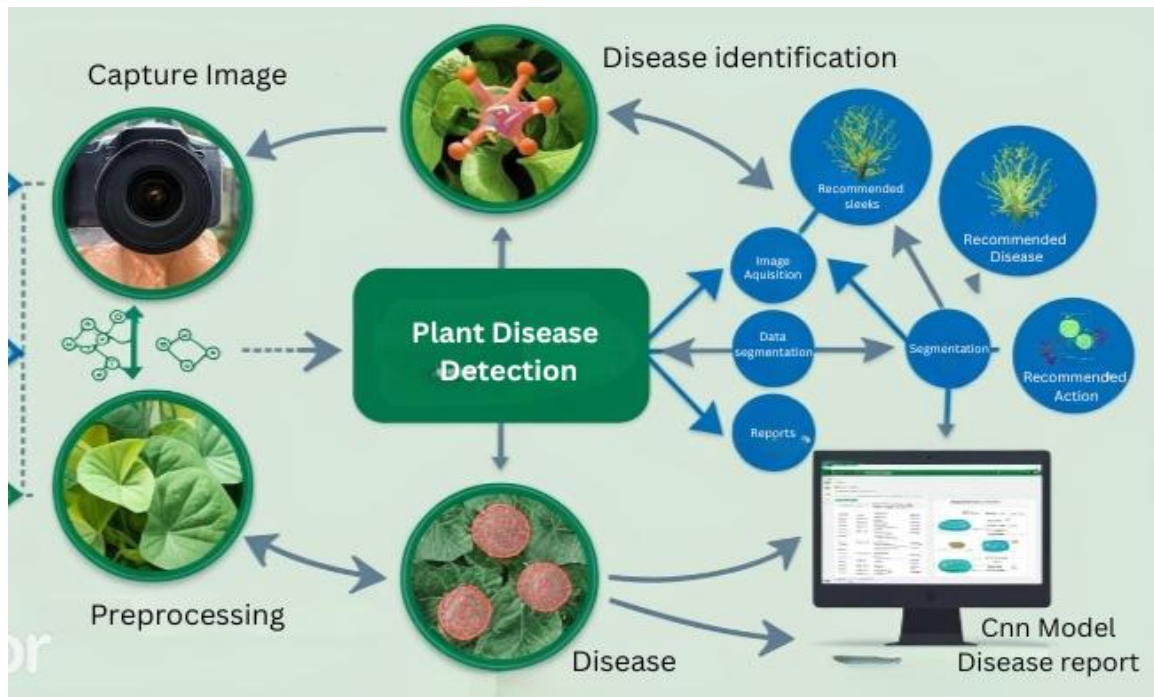 Capture Image
Disease identification
Recommended
sleeks
Recommended
Disease
Image
Aquisition
Plant Disease
Detection
Data
segmentation
Segmentation
Recommended
Action
Reports
Preprocessing
or
Disease
Cnn Model
Disease report